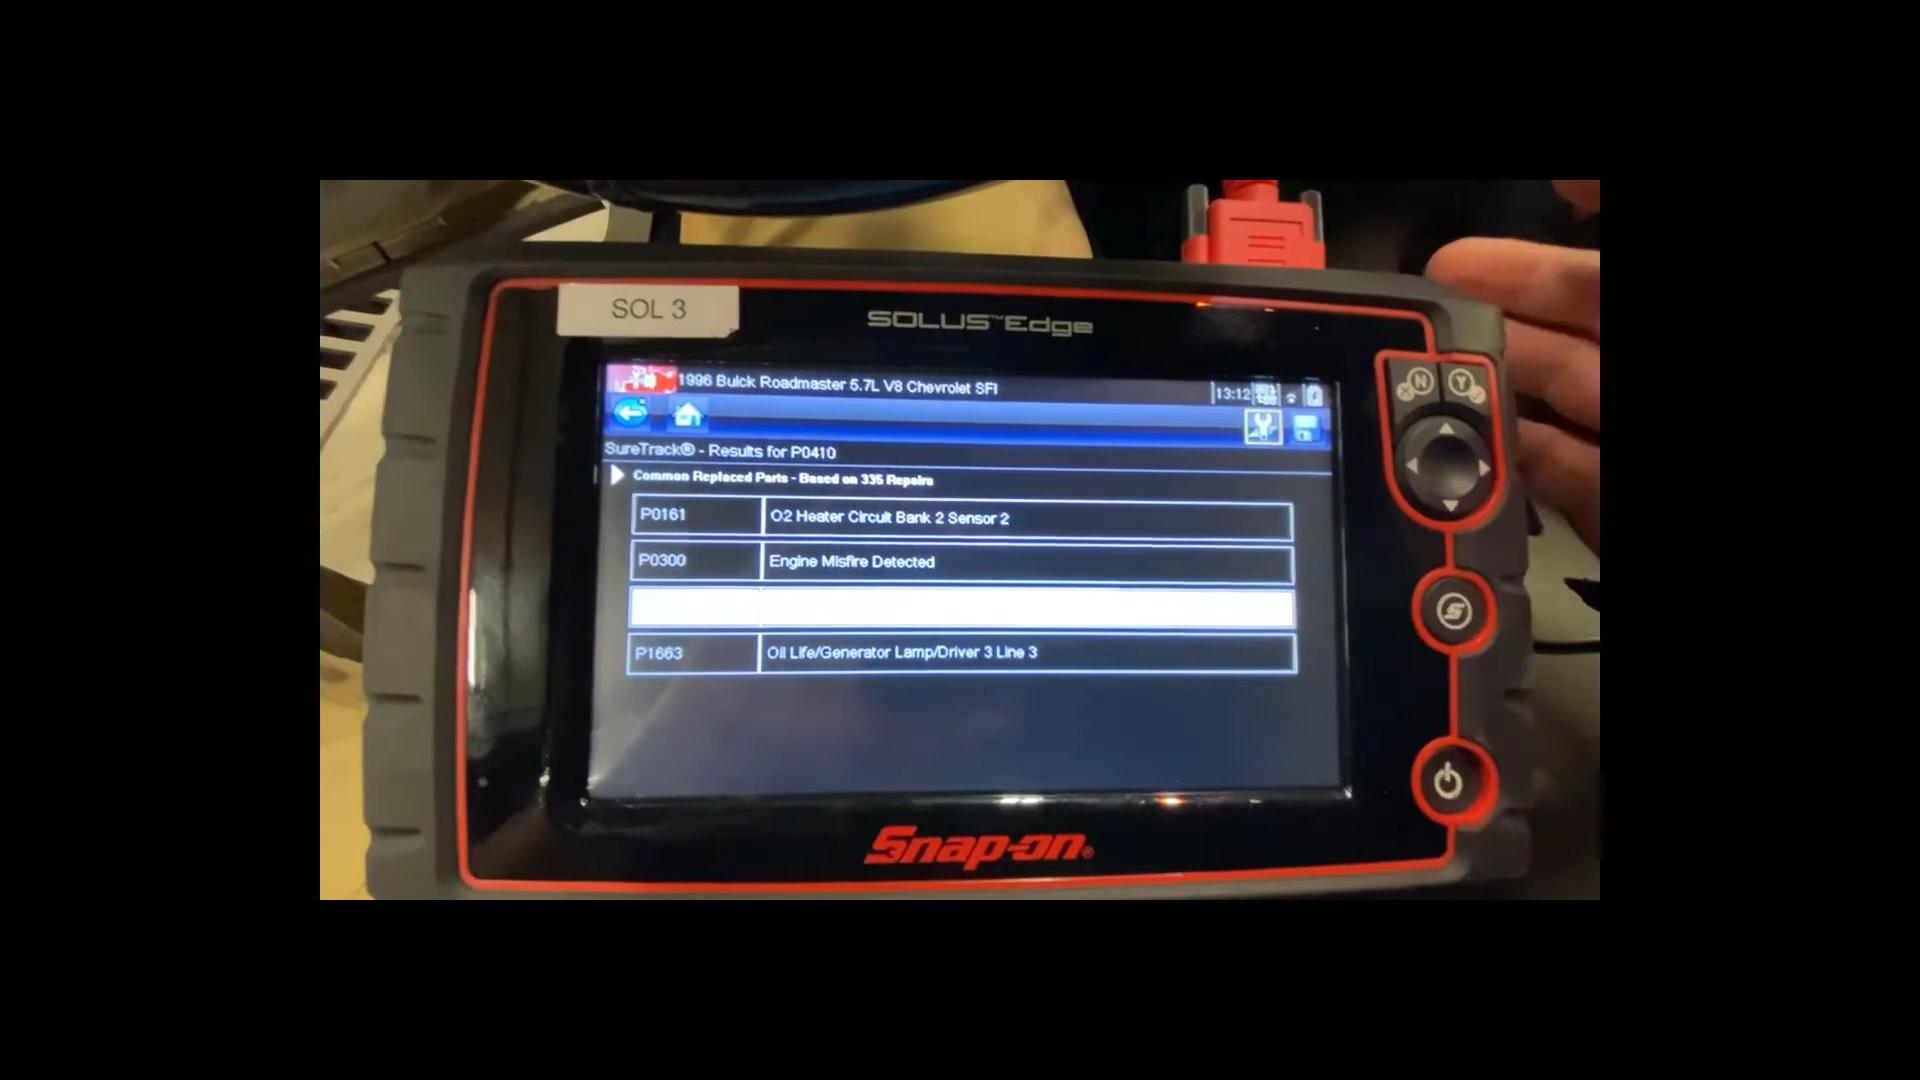 SOL 3
SOLUS™Edge
1996 Buick Roadmaster 5.7L V8 Chevrolet SFI
13:12
SureTrack® - Results for P0410
Common Replaced Parts - Based on 335 Repairs
P0161 O2 Heater Circuit Bank 2 Sensor 2
P0300 Engine Misfire Detected
P1663 Oil Life/Generator Lamp/Driver 3 Line 3
N
Y
S
Snap-on®